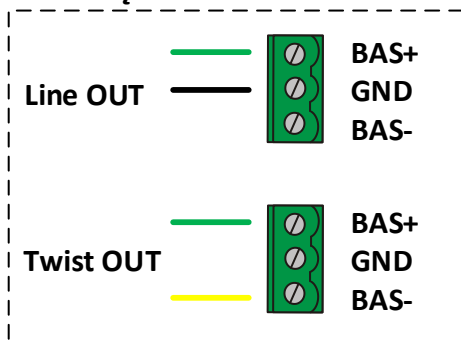 BAS+
Line OUT
GND
BAS-
BAS+
Twist OUT
GND
BAS-